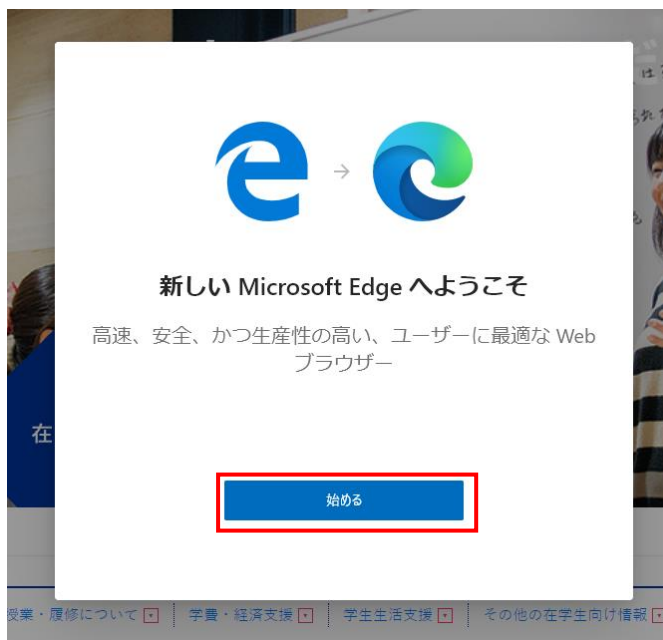 新しい Microsoft Edge へようこそ
高速、安全、かつ生産性の高い、ユーザーに最適な Web
ブラウザー
在
始める
授業・履修について
学費・経済支援
学生生活支援
その他の在学生向け情報